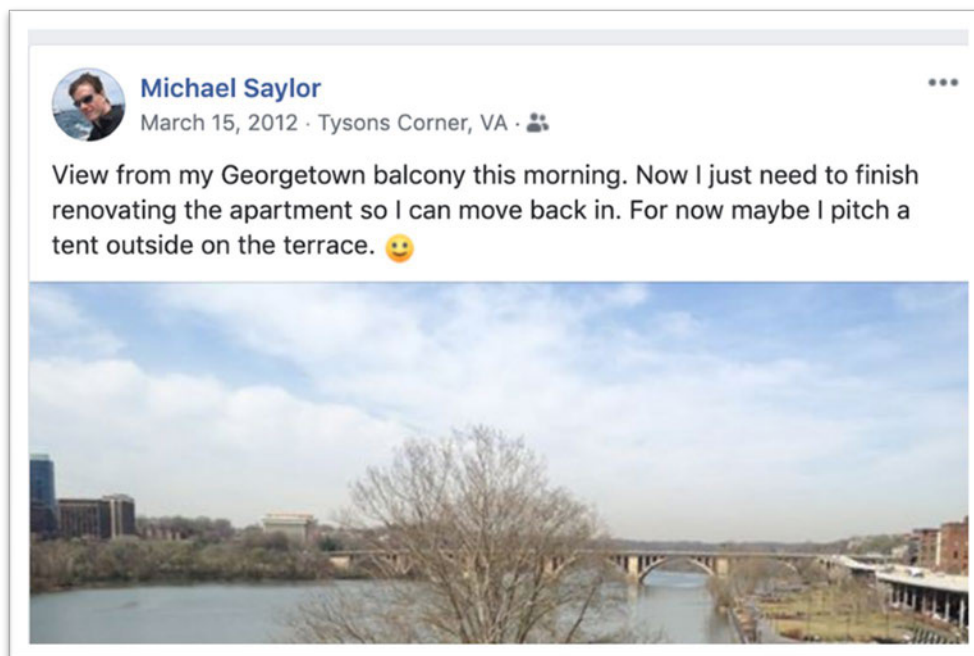 Michael Saylor
March 15, 2012 · Tysons Corner, VA ·
View from my Georgetown balcony this morning. Now I just need to finish
renovating the apartment so I can move back in. For now maybe I pitch a
tent outside on the terrace. 🙂